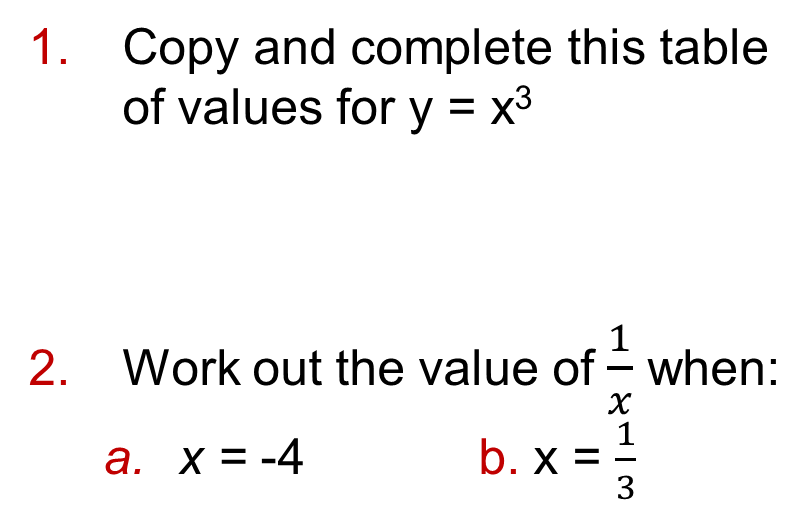 1. Copy and complete this table
of values for y = x³
2. Work out the value of 1/x when:
a. x = -4 b. x = 1/3